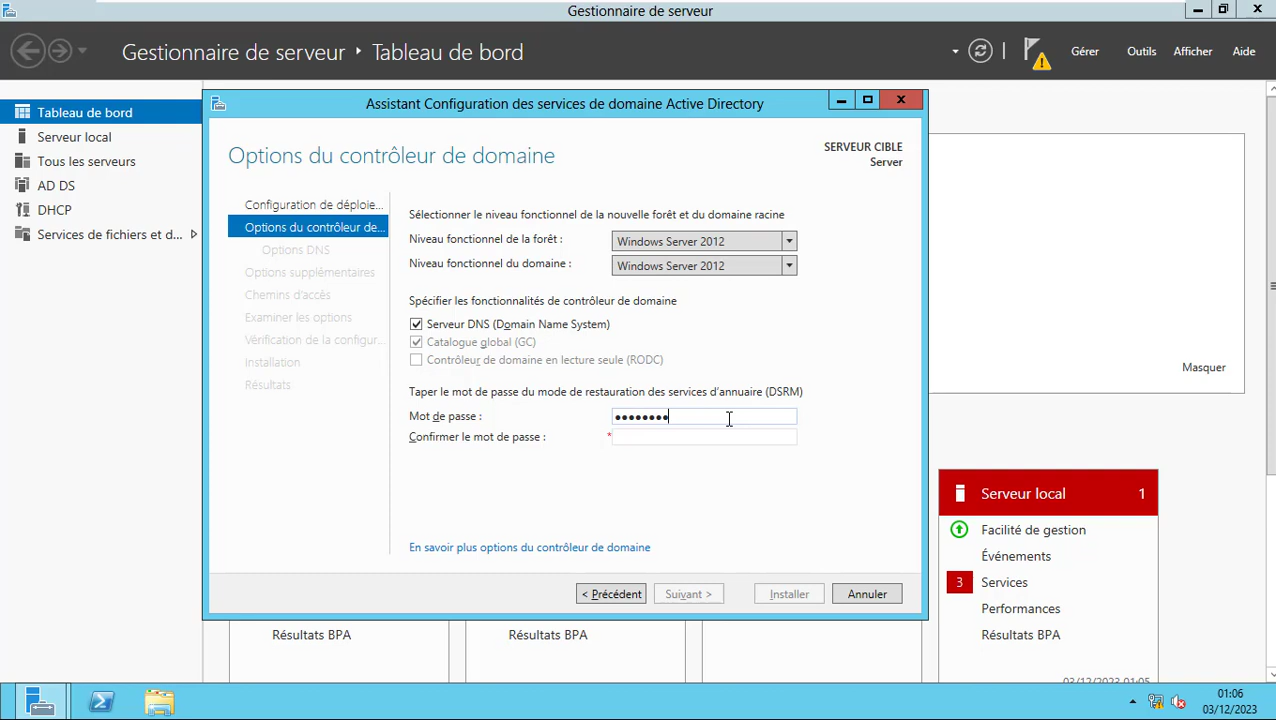 Gestionnaire de serveur
Gestionnaire de serveur ‣ Tableau de bord
Gérer Outils Afficher Aide
Tableau de bord
Serveur local
Tous les serveurs
AD DS
DHCP
Services de fichiers et d...
Assistant Configuration des services de domaine Active Directory
Options du contrôleur de domaine
SERVEUR CIBLE
Server
Configuration de déploie...
Options du contrôleur de...
Options DNS
Options supplémentaires
Chemins d'accès
Examiner les options
Vérification de la configur...
Installation
Résultats
Sélectionner le niveau fonctionnel de la nouvelle forêt et du domaine racine
Niveau fonctionnel de la forêt : Windows Server 2012
Niveau fonctionnel du domaine : Windows Server 2012
Spécifier les fonctionnalités de contrôleur de domaine
Serveur DNS (Domain Name System)
Catalogue global (GC)
Contrôleur de domaine en lecture seule (RODC)
Taper le mot de passe du mode de restauration des services d'annuaire (DSRM)
Mot de passe : ●●●●●●●●
Confirmer le mot de passe : *
En savoir plus options du contrôleur de domaine
< Précédent Suivant > Installer Annuler
Masquer
Serveur local 1
Facilité de gestion
Événements
3 Services
Performances
Résultats BPA
03/12/2023 01:05
Résultats BPA
Résultats BPA
01:06
03/12/2023